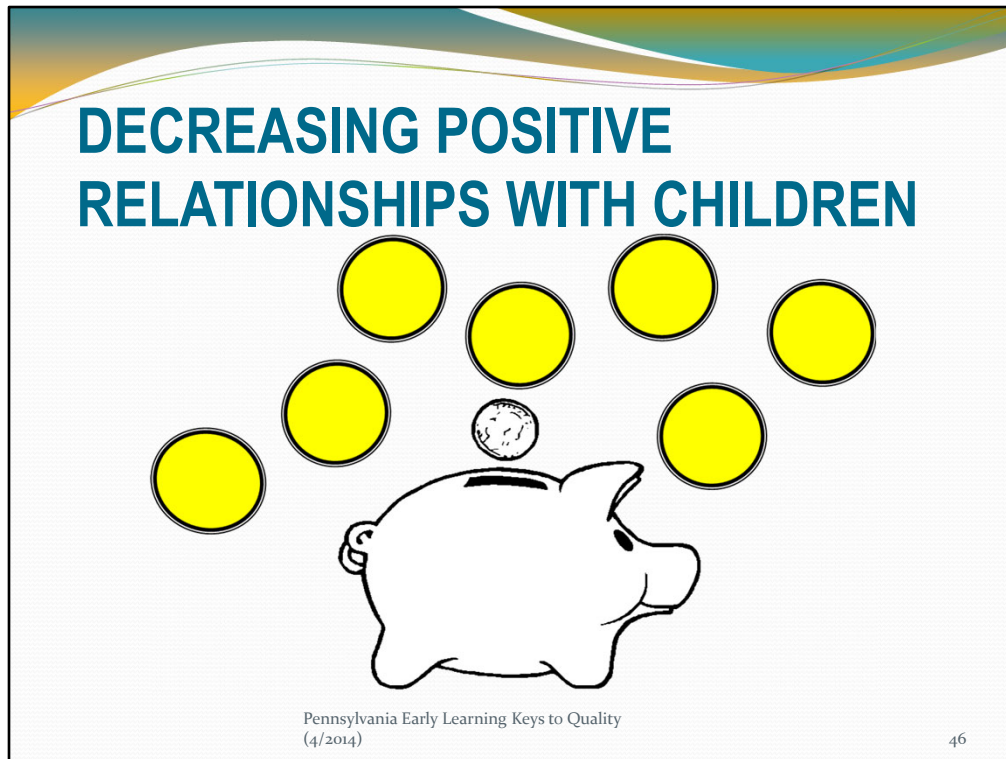 DECREASING POSITIVE
RELATIONSHIPS WITH CHILDREN
Pennsylvania Early Learning Keys to Quality
(4/2014)
46